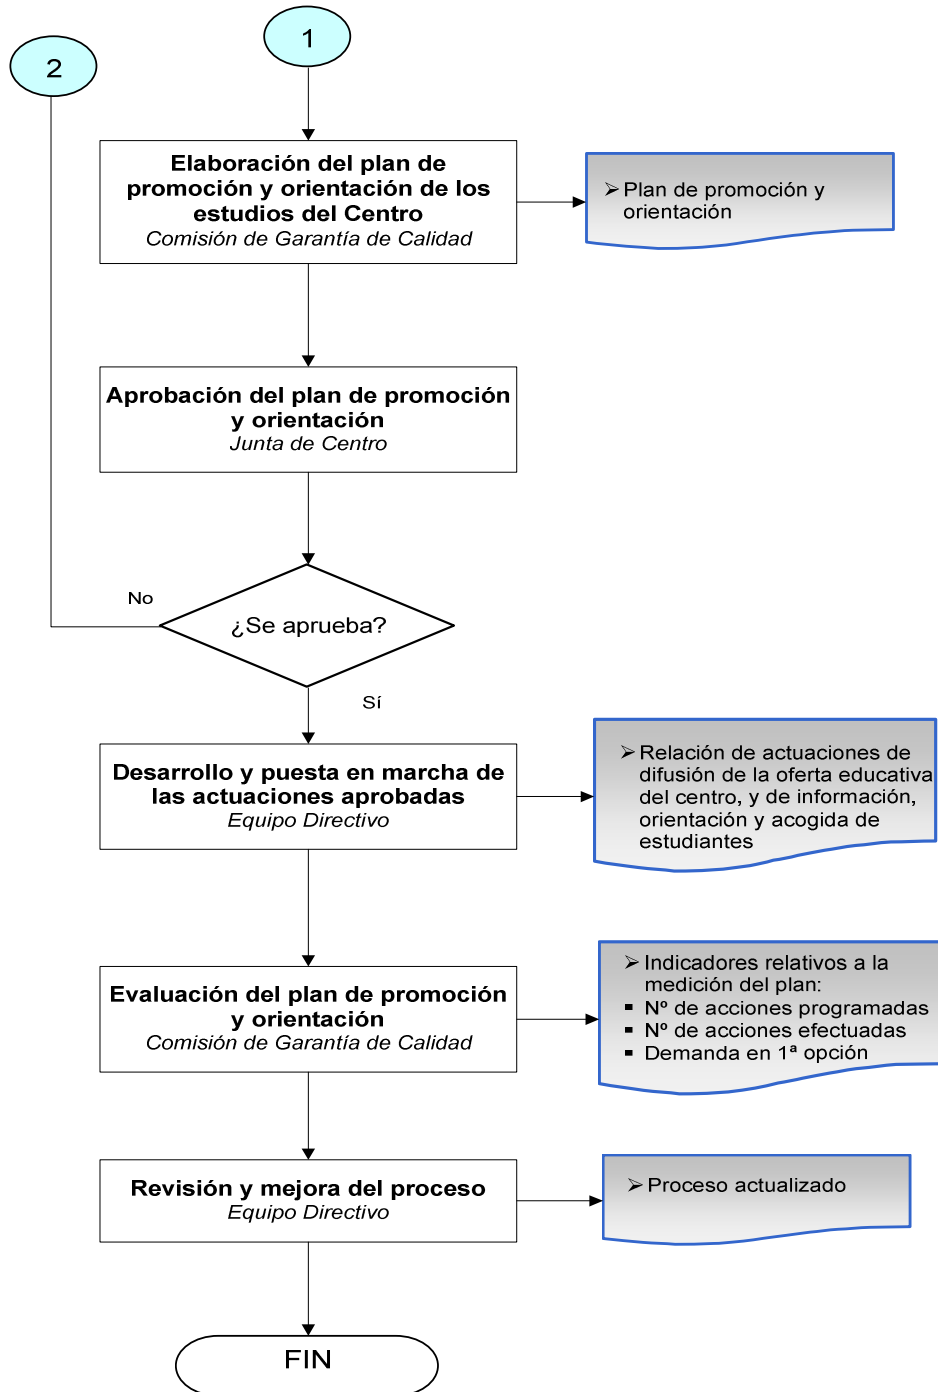 1
2
Elaboración del plan de
promoción y orientación de los
estudios del Centro
Comisión de Garantía de Calidad
➢ Plan de promoción y
orientación
Aprobación del plan de promoción
y orientación
Junta de Centro
No
¿Se aprueba?
Sí
Desarrollo y puesta en marcha de
las actuaciones aprobadas
Equipo Directivo
➢ Relación de actuaciones de
difusión de la oferta educativa
del centro, y de información,
orientación y acogida de
estudiantes
Evaluación del plan de promoción
y orientación
Comisión de Garantía de Calidad
➢ Indicadores relativos a la
medición del plan:
▪ Nº de acciones programadas
▪ Nº de acciones efectuadas
▪ Demanda en 1ª opción
Revisión y mejora del proceso
Equipo Directivo
➢ Proceso actualizado
FIN